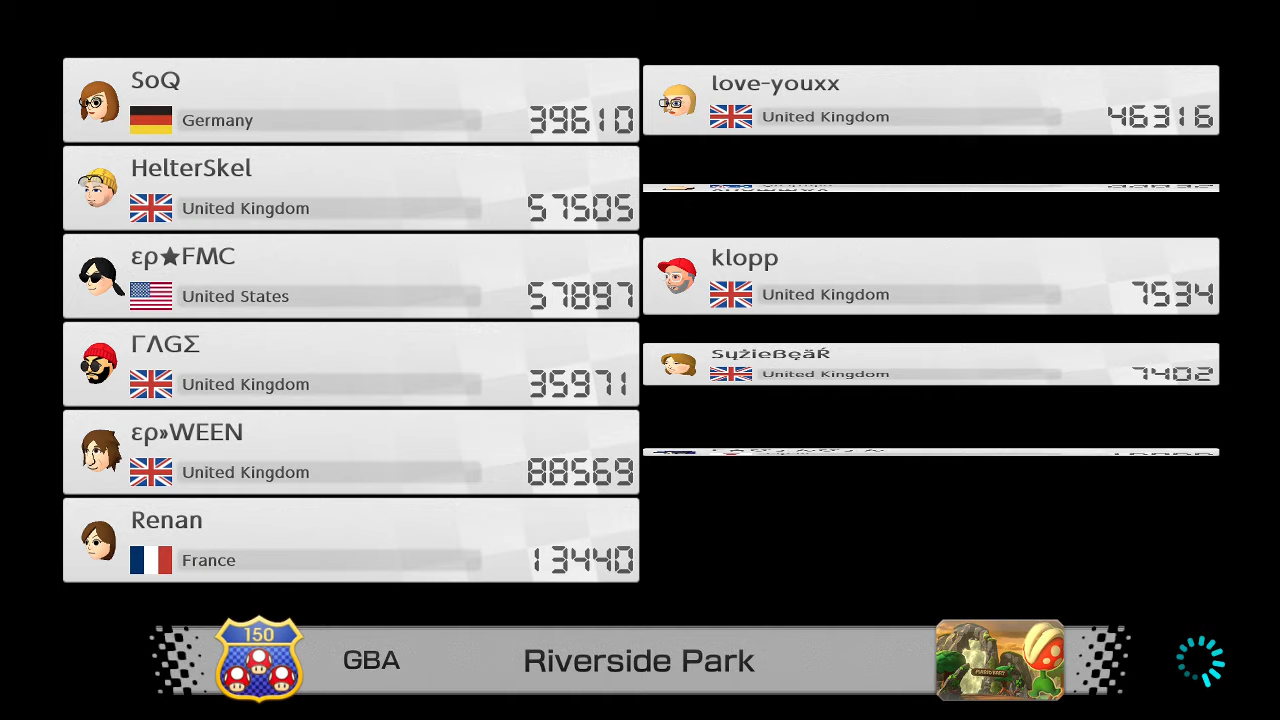 SoQ
Germany 39610
HelterSkel
United Kingdom 57505
ερ★FMC
United States 57897
ΓΛGΣ
United Kingdom 35971
ερ»WEEN
United Kingdom 88569
Renan
France 13440
love-youxx
United Kingdom 46316
klopp
United Kingdom 7534
SųżießęäŔ
United Kingdom 7402
150
GBA Riverside Park